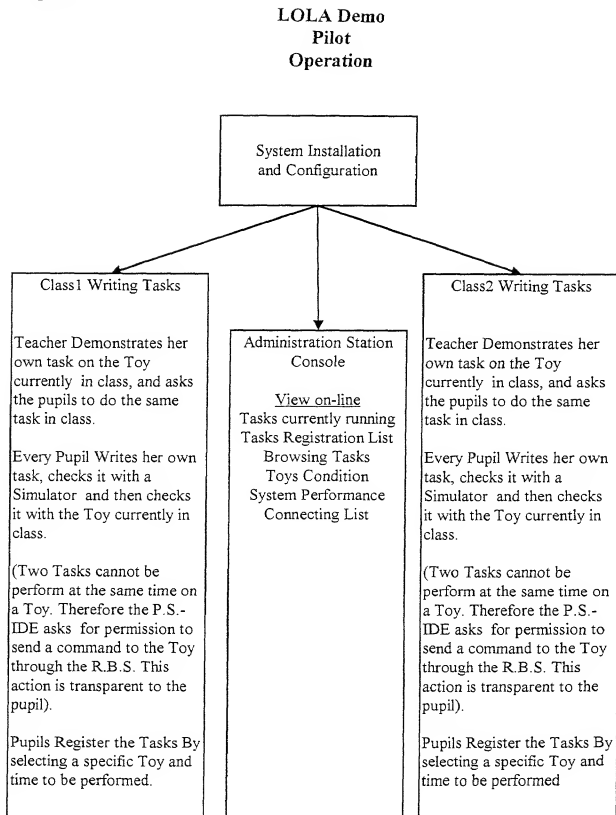 LOLA Demo
Pilot
Operation
System Installation
and Configuration
Class1 Writing Tasks
Teacher Demonstrates her
own task on the Toy
currently in class, and asks
the pupils to do the same
task in class.
Every Pupil Writes her own
task, checks it with a
Simulator and then checks
it with the Toy currently in
class.
(Two Tasks cannot be
perform at the same time on
a Toy. Therefore the P.S.-
IDE asks for permission to
send a command to the Toy
through the R.B.S. This
action is transparent to the
pupil).
Pupils Register the Tasks By
selecting a specific Toy and
time to be performed.
Administration Station
Console
View on-line
Tasks currently running
Tasks Registration List
Browsing Tasks
Toys Condition
System Performance
Connecting List
Class2 Writing Tasks
Teacher Demonstrates her
own task on the Toy
currently in class, and asks
the pupils to do the same
task in class.
Every Pupil Writes her own
task, checks it with a
Simulator and then checks
it with the Toy currently in
class.
(Two Tasks cannot be
perform at the same time on
a Toy. Therefore the P.S.-
IDE asks for permission to
send a command to the Toy
through the R.B.S. This
action is transparent to the
pupil).
Pupils Register the Tasks By
selecting a specific Toy and
time to be performed